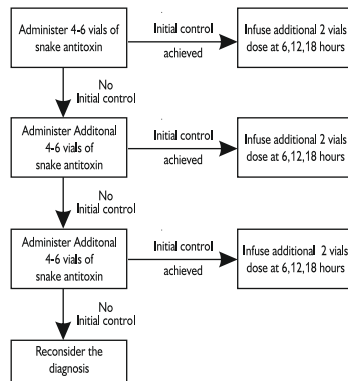 Administer 4-6 vials of
snake antitoxin
Initial control
achieved
Infuse additional 2 vials
dose at 6,12,18 hours
No
Initial control
Administer Additonal
4-6 vials of
snake antitoxin
Initial control
achieved
Infuse additional 2 vials
dose at 6,12,18 hours
No
Initial control
Administer Additonal
4-6 vials of
snake antitoxin
Initial control
achieved
Infuse additional 2 vials
dose at 6,12,18 hours
No
Initial control
Reconsider the
diagnosis